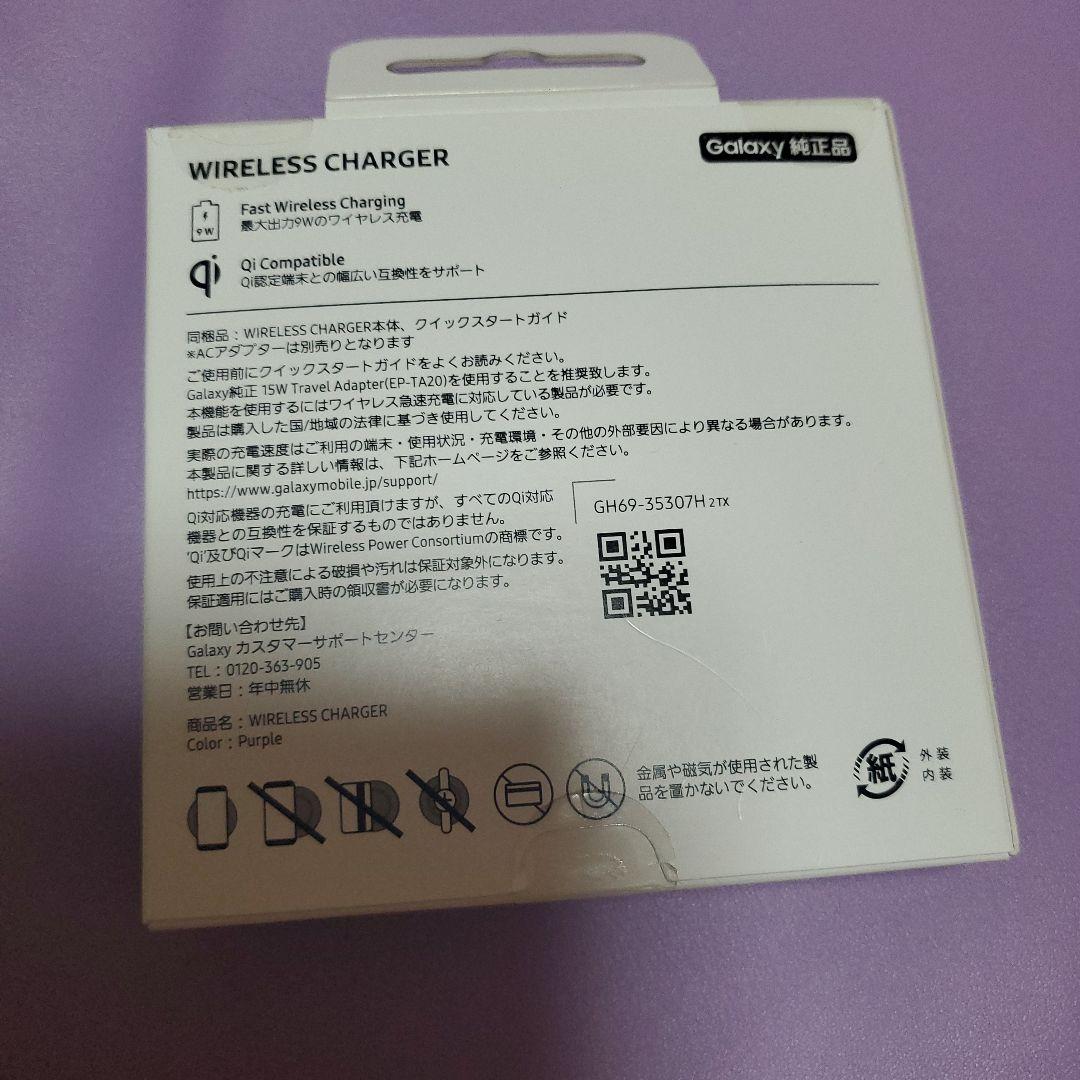 WIRELESS CHARGER
Galaxy 純正品
Fast Wireless Charging
9W
最大出力9Wのワイヤレス充電
Qi Compatible
qi
Qi認定端末との幅広い互換性をサポート
同梱品：WIRELESS CHARGER本体、クイックスタートガイド
※ACアダプターは別売りとなります
ご使用前にクイックスタートガイドをよくお読みください。
Galaxy純正 15W Travel Adapter(EP-TA20)を使用することを推奨致します。
本機能を使用するにはワイヤレス急速充電に対応している製品が必要です。
製品は購入した国/地域の法律に基づき使用してください。
実際の充電速度はご利用の端末・使用状況・充電環境・その他の外部要因により異なる場合があります。
本製品に関する詳しい情報は、下記ホームページをご参照ください。
https://www.galaxymobile.jp/support/
Qi対応機器の充電にご利用頂けますが、すべてのQi対応
機器との互換性を保証するものではありません。
'Qi'及びQiマークはWireless Power Consortiumの商標です。
GH69-35307H 2TX
使用上の不注意による破損や汚れは保証対象外になります。
保証適用にはご購入時の領収書が必要になります。
【お問い合わせ先】
Galaxy カスタマーサポートセンター
TEL：0120-363-905
営業日：年中無休
商品名：WIRELESS CHARGER
Color：Purple
金属や磁気が使用された製
品を置かないでください。
紙
外装
内装